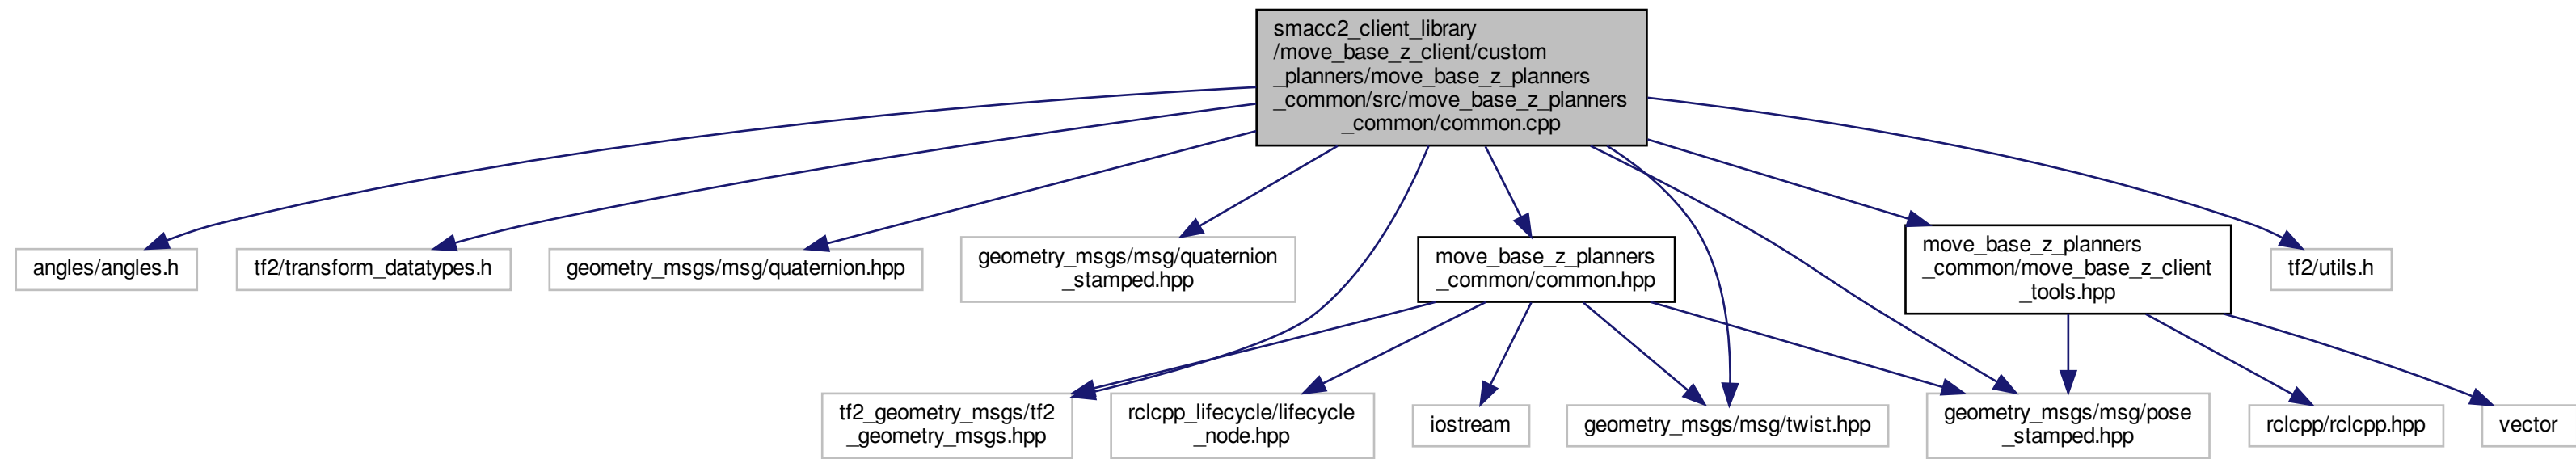 smacc2_client_library
/move_base_z_client/custom
_planners/move_base_z_planners
_common/src/move_base_z_planners
_common/common.cpp
angles/angles.h
tf2/transform_datatypes.h
geometry_msgs/msg/quaternion.hpp
geometry_msgs/msg/quaternion
_stamped.hpp
move_base_z_planners
_common/common.hpp
move_base_z_planners
_common/move_base_z_client
_tools.hpp
tf2/utils.h
tf2_geometry_msgs/tf2
_geometry_msgs.hpp
rclcpp_lifecycle/lifecycle
_node.hpp
iostream
geometry_msgs/msg/twist.hpp
geometry_msgs/msg/pose
_stamped.hpp
rclcpp/rclcpp.hpp
vector